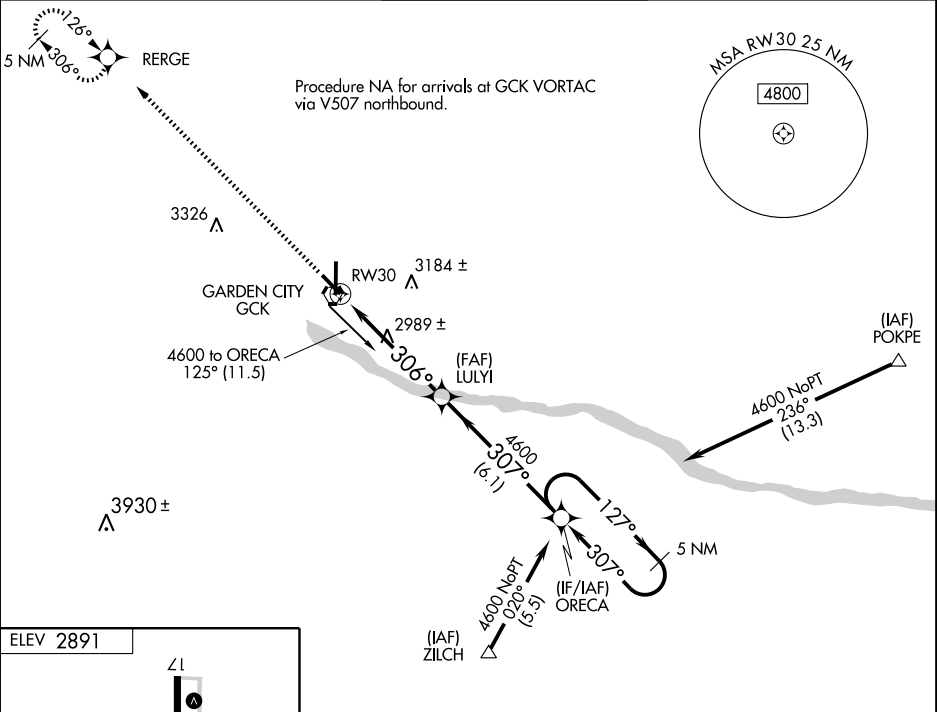 126°
5 NM
306°
RERGE
Procedure NA for arrivals at GCK VORTAC
via V507 northbound.
MSA RW30 25 NM
4800
3326
RW30
3184 ±
GARDEN CITY
GCK
2989 ±
4600 to ORECA
125° (11.5)
306°
(FAF)
LULYI
(IAF)
POKPE
4600 NoPT
236°
(13.3)
4600
307°
(6.1)
3930 ±
127°
307°
5 NM
(IF/IAF)
ORECA
4600 NoPT
020°
(5.5)
(IAF)
ZILCH
ELEV 2891
17